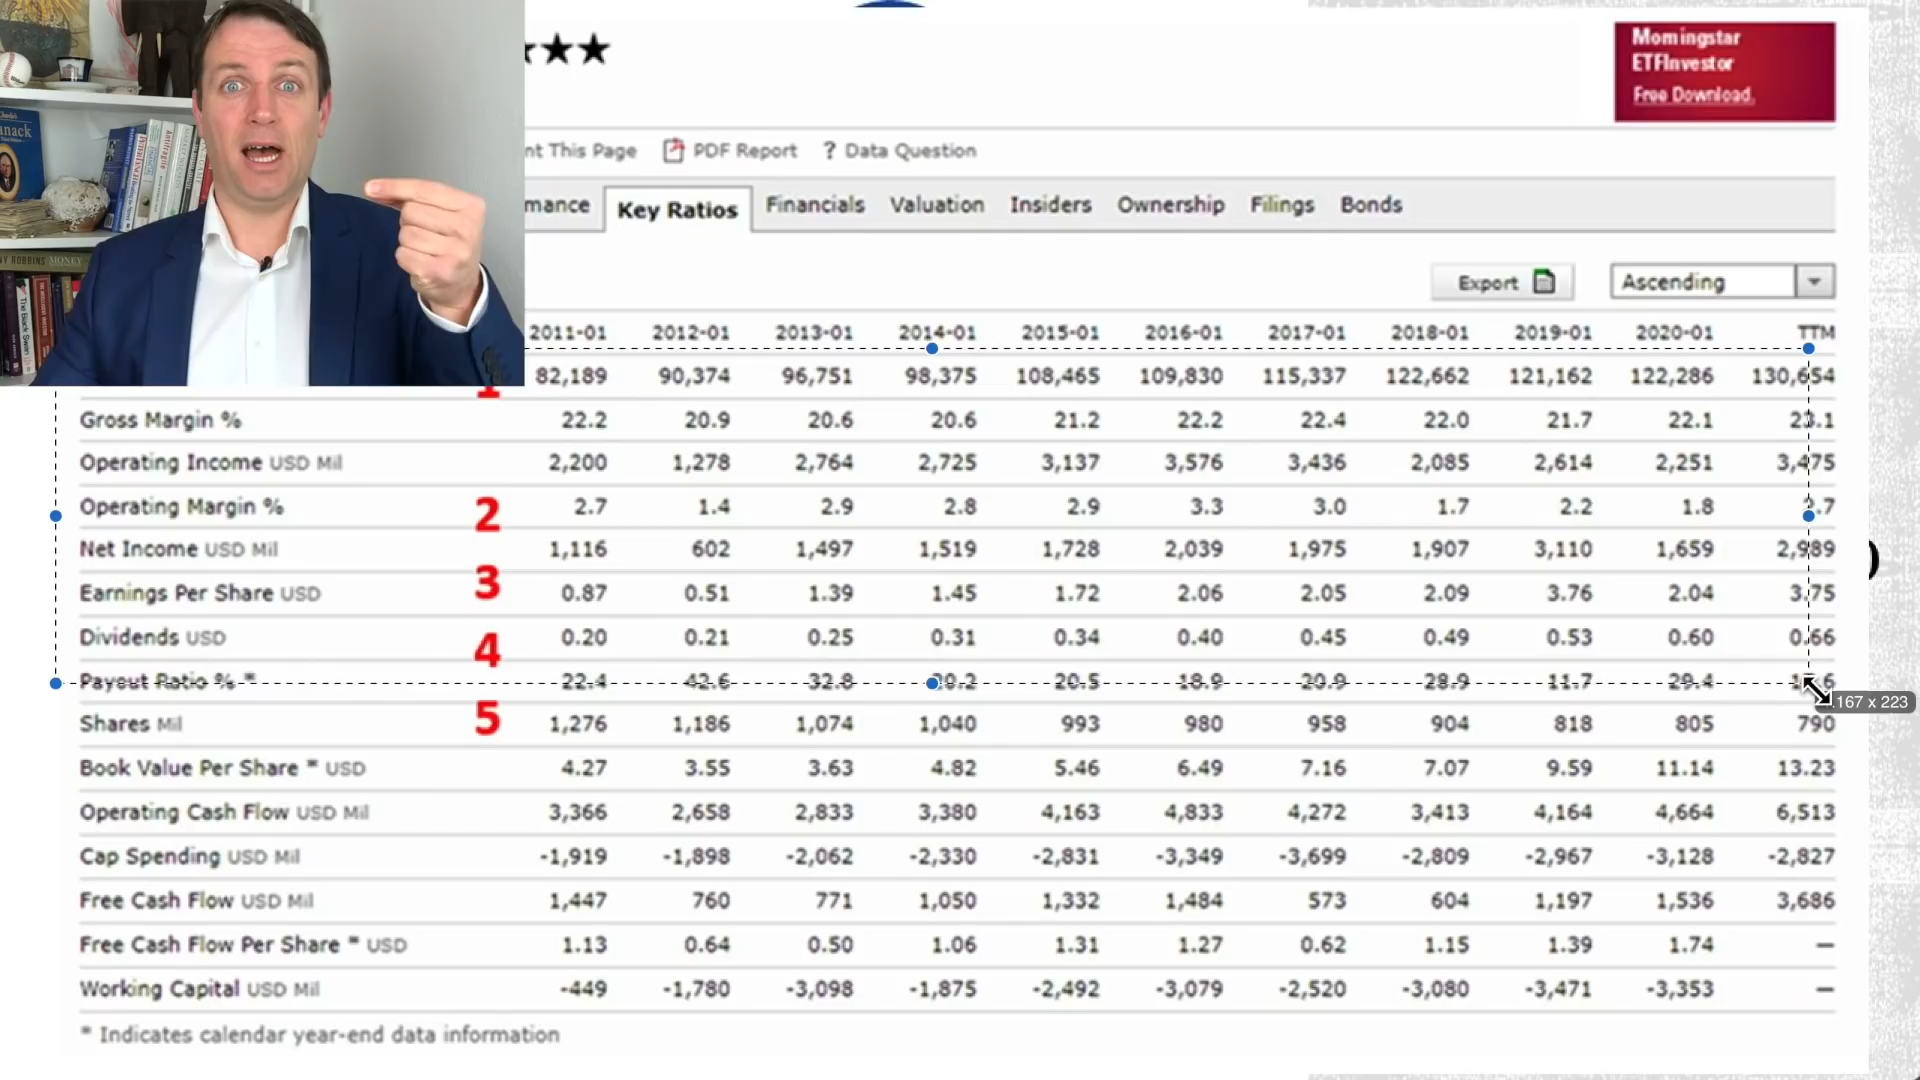 Morningstar
ETFInvestor
Free Download.
nt This Page PDF Report ? Data Question
mance Key Ratios Financials Valuation Insiders Ownership Filings Bonds
Export Ascending
2011-01 2012-01 2013-01 2014-01 2015-01 2016-01 2017-01 2018-01 2019-01 2020-01 TTM
1 82,189 90,374 96,751 98,375 108,465 109,830 115,337 122,662 121,162 122,286 130,654
Gross Margin % 22.2 20.9 20.6 20.6 21.2 22.2 22.4 22.0 21.7 22.1 23.1
Operating Income USD Mil 2,200 1,278 2,764 2,725 3,137 3,576 3,436 2,085 2,614 2,251 3,475
Operating Margin % 2 2.7 1.4 2.9 2.8 2.9 3.3 3.0 1.7 2.2 1.8 2.7
Net Income USD Mil 1,116 602 1,497 1,519 1,728 2,039 1,975 1,907 3,110 1,659 2,989
Earnings Per Share USD 3 0.87 0.51 1.39 1.45 1.72 2.06 2.05 2.09 3.76 2.04 3.75
Dividends USD 4 0.20 0.21 0.25 0.31 0.34 0.40 0.45 0.49 0.53 0.60 0.66
Payout Ratio % * 22.4 42.6 32.8 20.2 20.5 18.9 20.9 28.9 11.7 29.4
Shares Mil 5 1,276 1,186 1,074 1,040 993 980 958 904 818 805 790
167 x 223
Book Value Per Share * USD 4.27 3.55 3.63 4.82 5.46 6.49 7.16 7.07 9.59 11.14 13.23
Operating Cash Flow USD Mil 3,366 2,658 2,833 3,380 4,163 4,833 4,272 3,413 4,164 4,664 6,513
Cap Spending USD Mil -1,919 -1,898 -2,062 -2,330 -2,831 -3,349 -3,699 -2,809 -2,967 -3,128 -2,827
Free Cash Flow USD Mil 1,447 760 771 1,050 1,332 1,484 573 604 1,197 1,536 3,686
Free Cash Flow Per Share * USD 1.13 0.64 0.50 1.06 1.31 1.27 0.62 1.15 1.39 1.74 —
Working Capital USD Mil -449 -1,780 -3,098 -1,875 -2,492 -3,079 -2,520 -3,080 -3,471 -3,353 —
* Indicates calendar year-end data information
anack
Antifragile
NY ROBBINS MONEY
The Black Swan